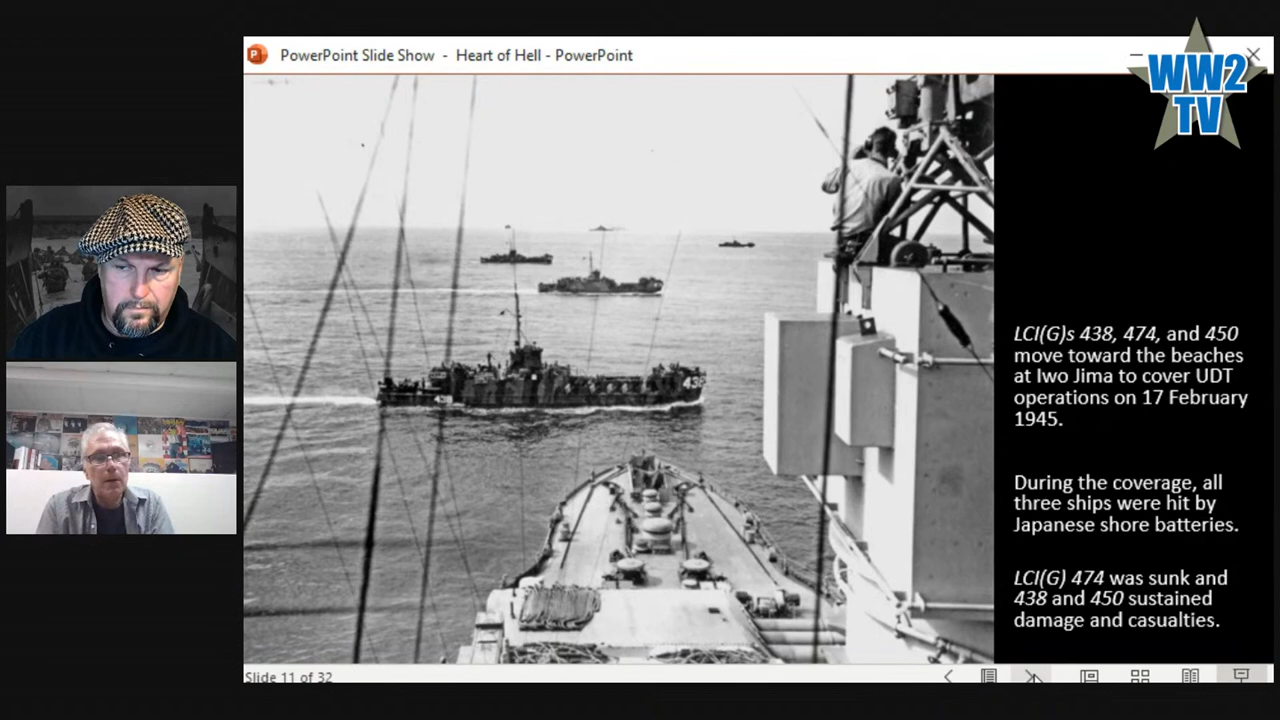 PowerPoint Slide Show - Heart of Hell - PowerPoint
WW2
TV
438
LCI(G)s 438, 474, and 450
move toward the beaches
at Iwo Jima to cover UDT
operations on 17 February
1945.
During the coverage, all
three ships were hit by
Japanese shore batteries.
LCI(G) 474 was sunk and
438 and 450 sustained
damage and casualties.
Slide 11 of 32